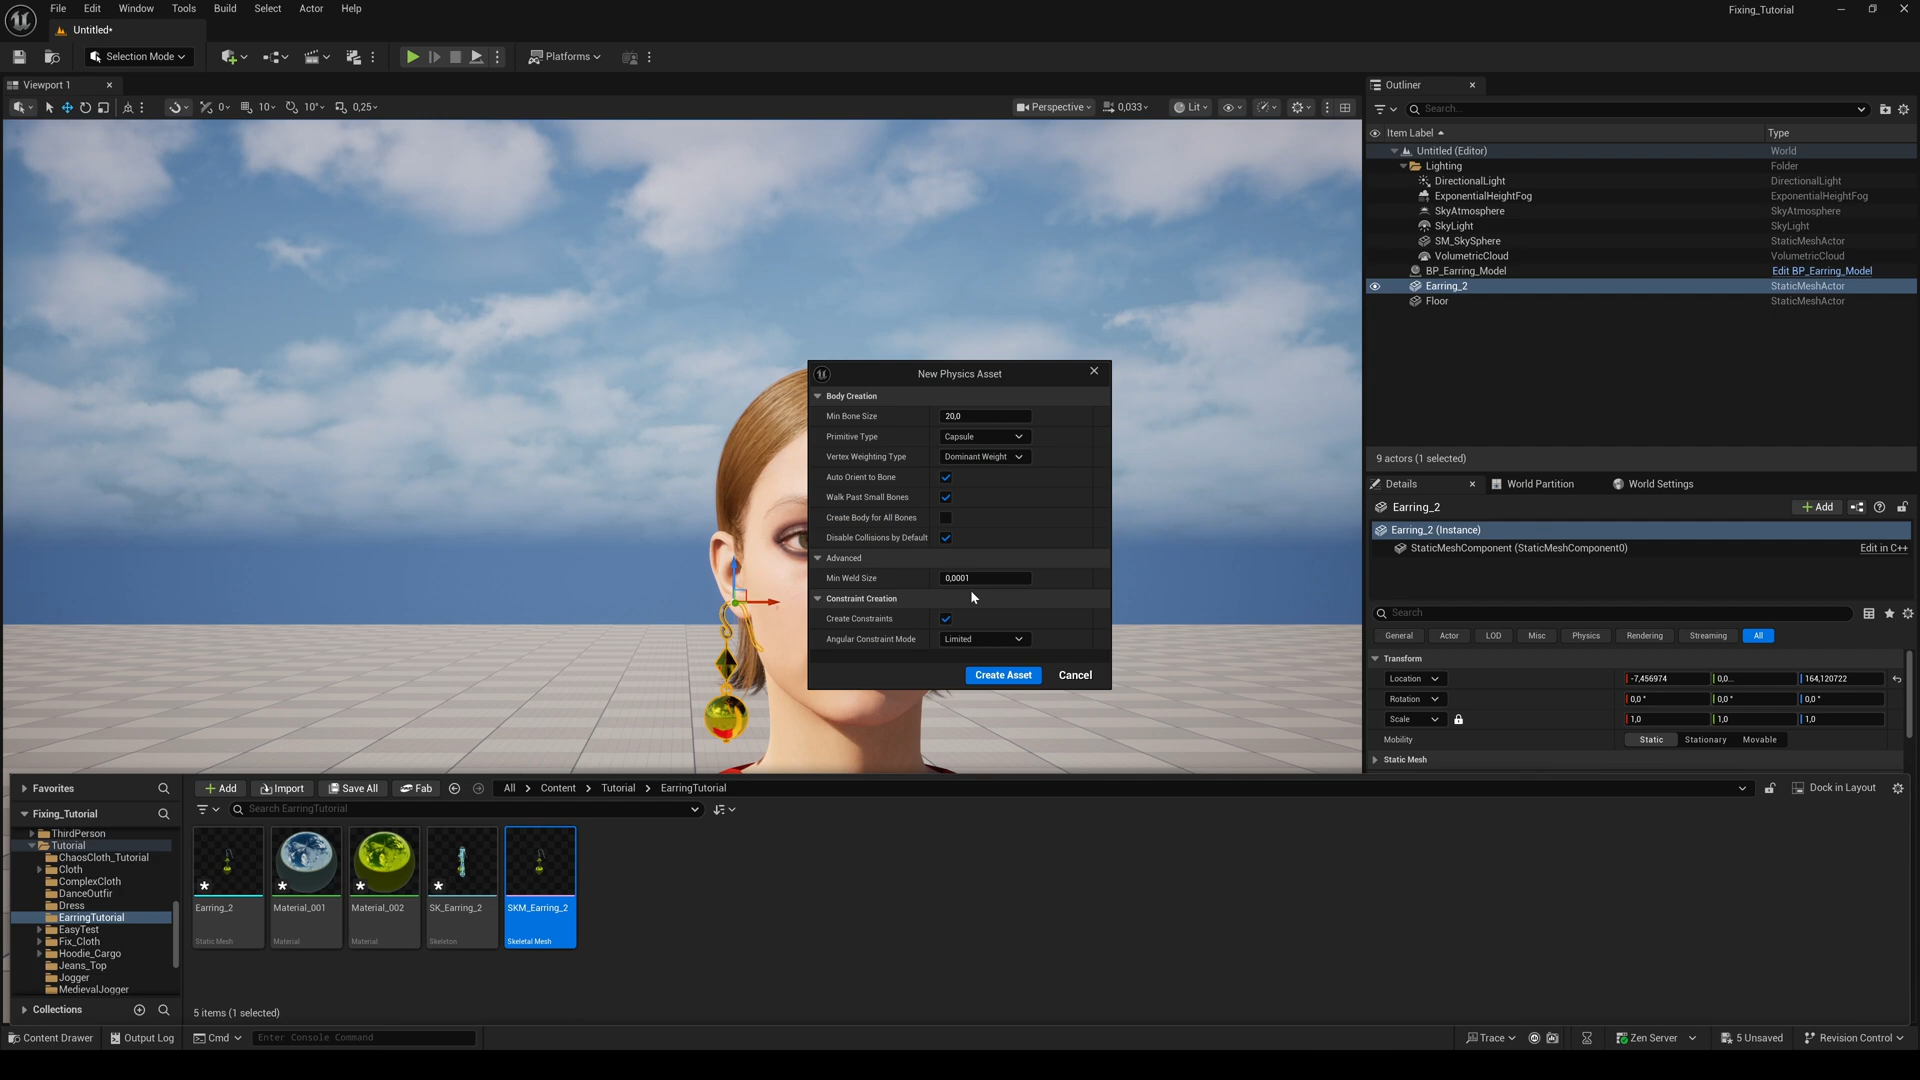 File Edit Window Tools Build Select Actor Help
Fixing_Tutorial
Untitled*
Selection Mode
Platforms
Viewport 1
0
10
10°
0,25
Perspective
0,033
Lit
Outliner
Search...
Item Label
Type
Untitled (Editor) World
Lighting Folder
DirectionalLight DirectionalLight
ExponentialHeightFog ExponentialHeightFog
SkyAtmosphere SkyAtmosphere
SkyLight SkyLight
SM_SkySphere StaticMeshActor
VolumetricCloud VolumetricCloud
BP_Earring_Model Edit BP_Earring_Model
Earring_2 StaticMeshActor
Floor StaticMeshActor
9 actors (1 selected)
New Physics Asset
Body Creation
Min Bone Size 20,0
Primitive Type Capsule
Vertex Weighting Type Dominant Weight
Auto Orient to Bone
Walk Past Small Bones
Create Body for All Bones
Disable Collisions by Default
Advanced
Min Weld Size 0,0001
Constraint Creation
Create Constraints
Angular Constraint Mode Limited
Create Asset Cancel
Details World Partition World Settings
Earring_2
Add
Earring_2 (Instance)
StaticMeshComponent (StaticMeshComponent0) Edit in C++
Search
General Actor LOD Misc Physics Rendering Streaming All
Transform
Location -7,456974 0,0... 164,120722
Rotation 0,0 ° 0,0 ° 0,0 °
Scale 1,0 1,0 1,0
Mobility Static Stationary Movable
Static Mesh
Favorites
Fixing_Tutorial
ThirdPerson
Tutorial
ChaosCloth_Tutorial
Cloth
ComplexCloth
DanceOutfir
Dress
EarringTutorial
EasyTest
Fix_Cloth
Hoodie_Cargo
Jeans_Top
Jogger
MedievalJogger
Collections
Add Import Save All Fab
All > Content > Tutorial > EarringTutorial
Dock in Layout
Search EarringTutorial
Earring_2 Material_001 Material_002 SK_Earring_2 SKM_Earring_2
Static Mesh Material Material Skeleton Skeletal Mesh
5 items (1 selected)
Content Drawer Output Log Cmd Enter Console Command
Trace Zen Server 5 Unsaved Revision Control